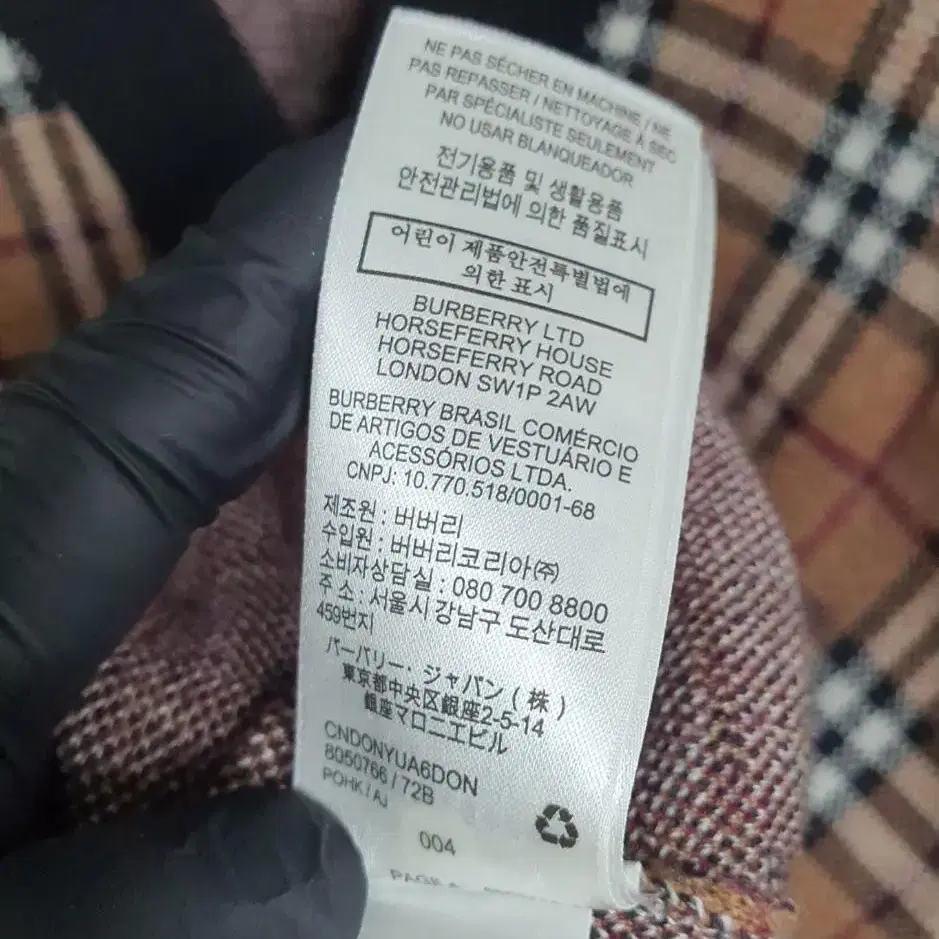 NE PAS SÉCHER EN MACHINE / NE
PAS REPASSER / NETTOYAGE À SEC
PAR SPÉCIALISTE SEULEMENT
NO USAR BLANQUEADOR
전기용품 및 생활용품
안전관리법에 의한 품질표시
어린이 제품안전특별법에
의한 표시
BURBERRY LTD
HORSEFERRY HOUSE
HORSEFERRY ROAD
LONDON SW1P 2AW
BURBERRY BRASIL COMÉRCIO
DE ARTIGOS DE VESTUÁRIO E
ACESSÓRIOS LTDA.
CNPJ: 10.770.518/0001-68
제조원 : 버버리
수입원 : 버버리코리아㈜
소비자상담실 : 080 700 8800
주 소 : 서울시 강남구 도산대로
459번지
バーバリー・ジャパン(株)
東京都中央区銀座2-5-14
銀座マロニエビル
CNDONYUA6DON
8050766 / 72B
POHK / AJ
004